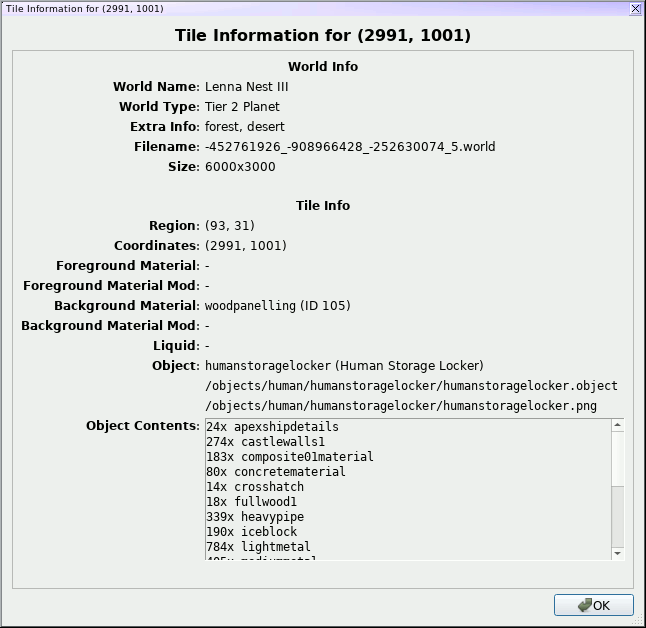 Tile Information for (2991, 1001)
Tile Information for (2991, 1001)
World Info
World Name: Lenna Nest III
World Type: Tier 2 Planet
Extra Info: forest, desert
Filename: -452761926_-908966428_-252630074_5.world
Size: 6000x3000
Tile Info
Region: (93, 31)
Coordinates: (2991, 1001)
Foreground Material: -
Foreground Material Mod: -
Background Material: woodpanelling (ID 105)
Background Material Mod: -
Liquid: -
Object: humanstoragelocker (Human Storage Locker)
/objects/human/humanstoragelocker/humanstoragelocker.object
/objects/human/humanstoragelocker/humanstoragelocker.png
Object Contents: 24x apexshipdetails
274x castlewalls1
183x composite01material
80x concretematerial
14x crosshatch
18x fullwood1
339x heavypipe
190x iceblock
784x lightmetal
OK